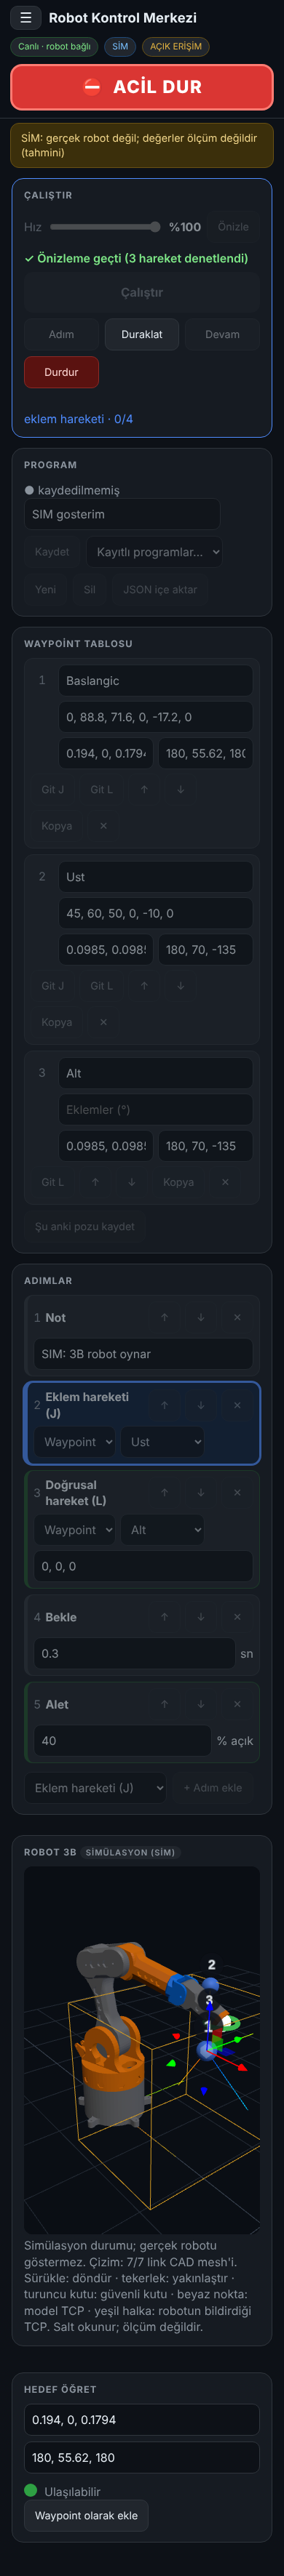 ☰ Robot Kontrol Merkezi
Canlı · robot bağlı SİM AÇIK ERİŞİM
⛔ ACİL DUR
SİM: gerçek robot değil; değerler ölçüm değildir
(tahmini)
ÇALIŞTIR
Hız %100 Önizle
✓ Önizleme geçti (3 hareket denetlendi)
Çalıştır
Adım Duraklat Devam
Durdur
eklem hareketi · 0/4
PROGRAM
● kaydedilmemiş
SIM gosterim
Kaydet Kayıtlı programlar...
Yeni Sil JSON içe aktar
WAYPOİNT TABLOSU
1 Baslangic
0, 88.8, 71.6, 0, -17.2, 0
0.194, 0, 0.1794 180, 55.62, 180
Git J Git L ↑ ↓
Kopya ✕
2 Ust
45, 60, 50, 0, -10, 0
0.0985, 0.0985 180, 70, -135
Git J Git L ↑ ↓
Kopya ✕
3 Alt
Eklemler (°)
0.0985, 0.0985 180, 70, -135
Git L ↑ ↓ Kopya ✕
Şu anki pozu kaydet
ADIMLAR
1 Not ↑ ↓ ✕
SIM: 3B robot oynar
2 Eklem hareketi
(J) ↑ ↓ ✕
Waypoint Ust
3 Doğrusal
hareket (L) ↑ ↓ ✕
Waypoint Alt
0, 0, 0
4 Bekle ↑ ↓ ✕
0.3 sn
5 Alet ↑ ↓ ✕
40 % açık
Eklem hareketi (J) + Adım ekle
ROBOT 3B SİMÜLASYON (SİM)
2
3
1
Simülasyon durumu; gerçek robotu
göstermez. Çizim: 7/7 link CAD mesh'i.
Sürükle: döndür · tekerlek: yakınlaştır ·
turuncu kutu: güvenli kutu · beyaz nokta:
model TCP · yeşil halka: robotun bildirdiği
TCP. Salt okunur; ölçüm değildir.
HEDEF ÖĞRET
0.194, 0, 0.1794
180, 55.62, 180
Ulaşılabilir
Waypoint olarak ekle